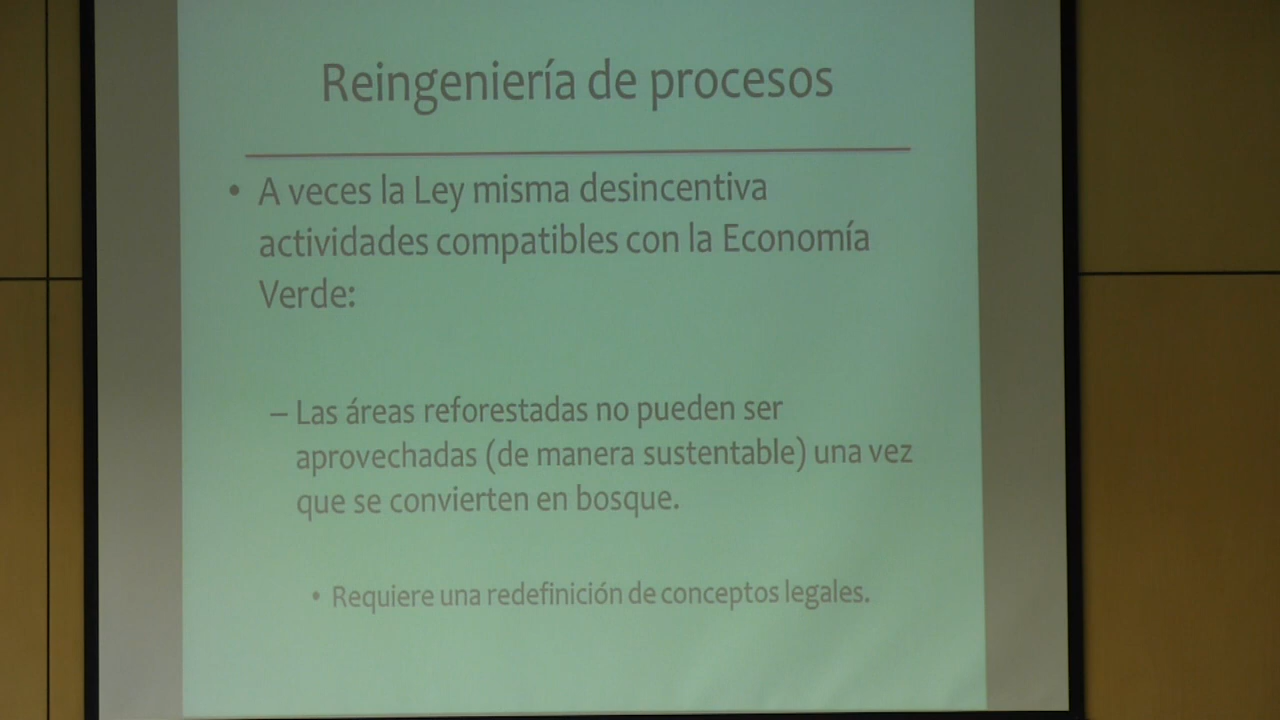 Reingeniería de procesos
• A veces la Ley misma desincentiva
actividades compatibles con la Economía
Verde:
– Las áreas reforestadas no pueden ser
aprovechadas (de manera sustentable) una vez
que se convierten en bosque.
• Requiere una redefinición de conceptos legales.